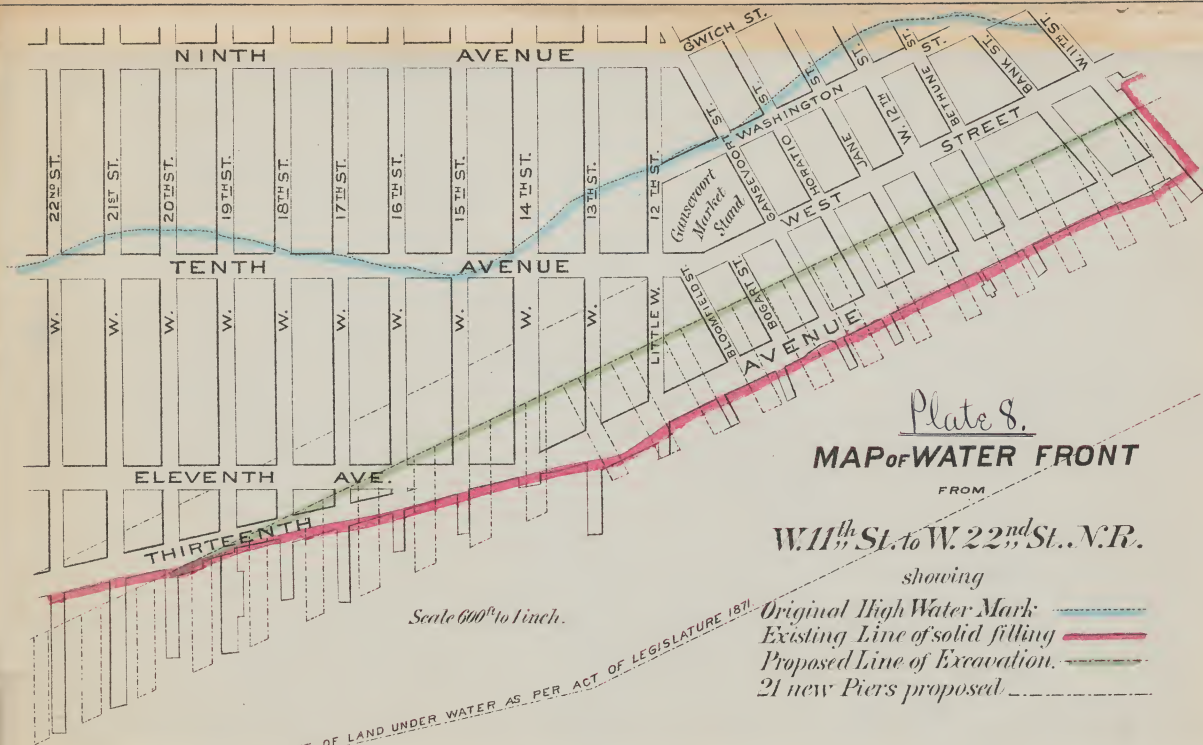 NINTH AVENUE
GWICH ST.
ST.
ST.
ST.
ST.
ST.
ST.
W. 11TH ST.
BANK ST.
BETHUNE
W. 12TH
JANE
HORATIO
GANSEVOORT
WASHINGTON
22ND ST.
21ST ST.
20TH ST.
19TH ST.
18TH ST.
17TH ST.
16TH ST.
15TH ST.
14TH ST.
13TH ST.
12TH ST.
Gansevoort
Market
Stand
WEST STREET
TENTH AVENUE
W.
W.
W.
W.
W.
W.
W.
W.
W.
W.
LITTLE W.
BLOOMFIELD ST.
BOGART ST.
AVENUE
ELEVENTH AVE.
THIRTEENTH
Plate 8.
MAP OF WATER FRONT
FROM
W. 11th St. to W. 22nd St. N.R.
showing
Original High Water Mark
Existing Line of solid filling
Proposed Line of Excavation.
21 new Piers proposed
Scale 600ft to 1 inch.
OF LAND UNDER WATER AS PER ACT OF LEGISLATURE 1871